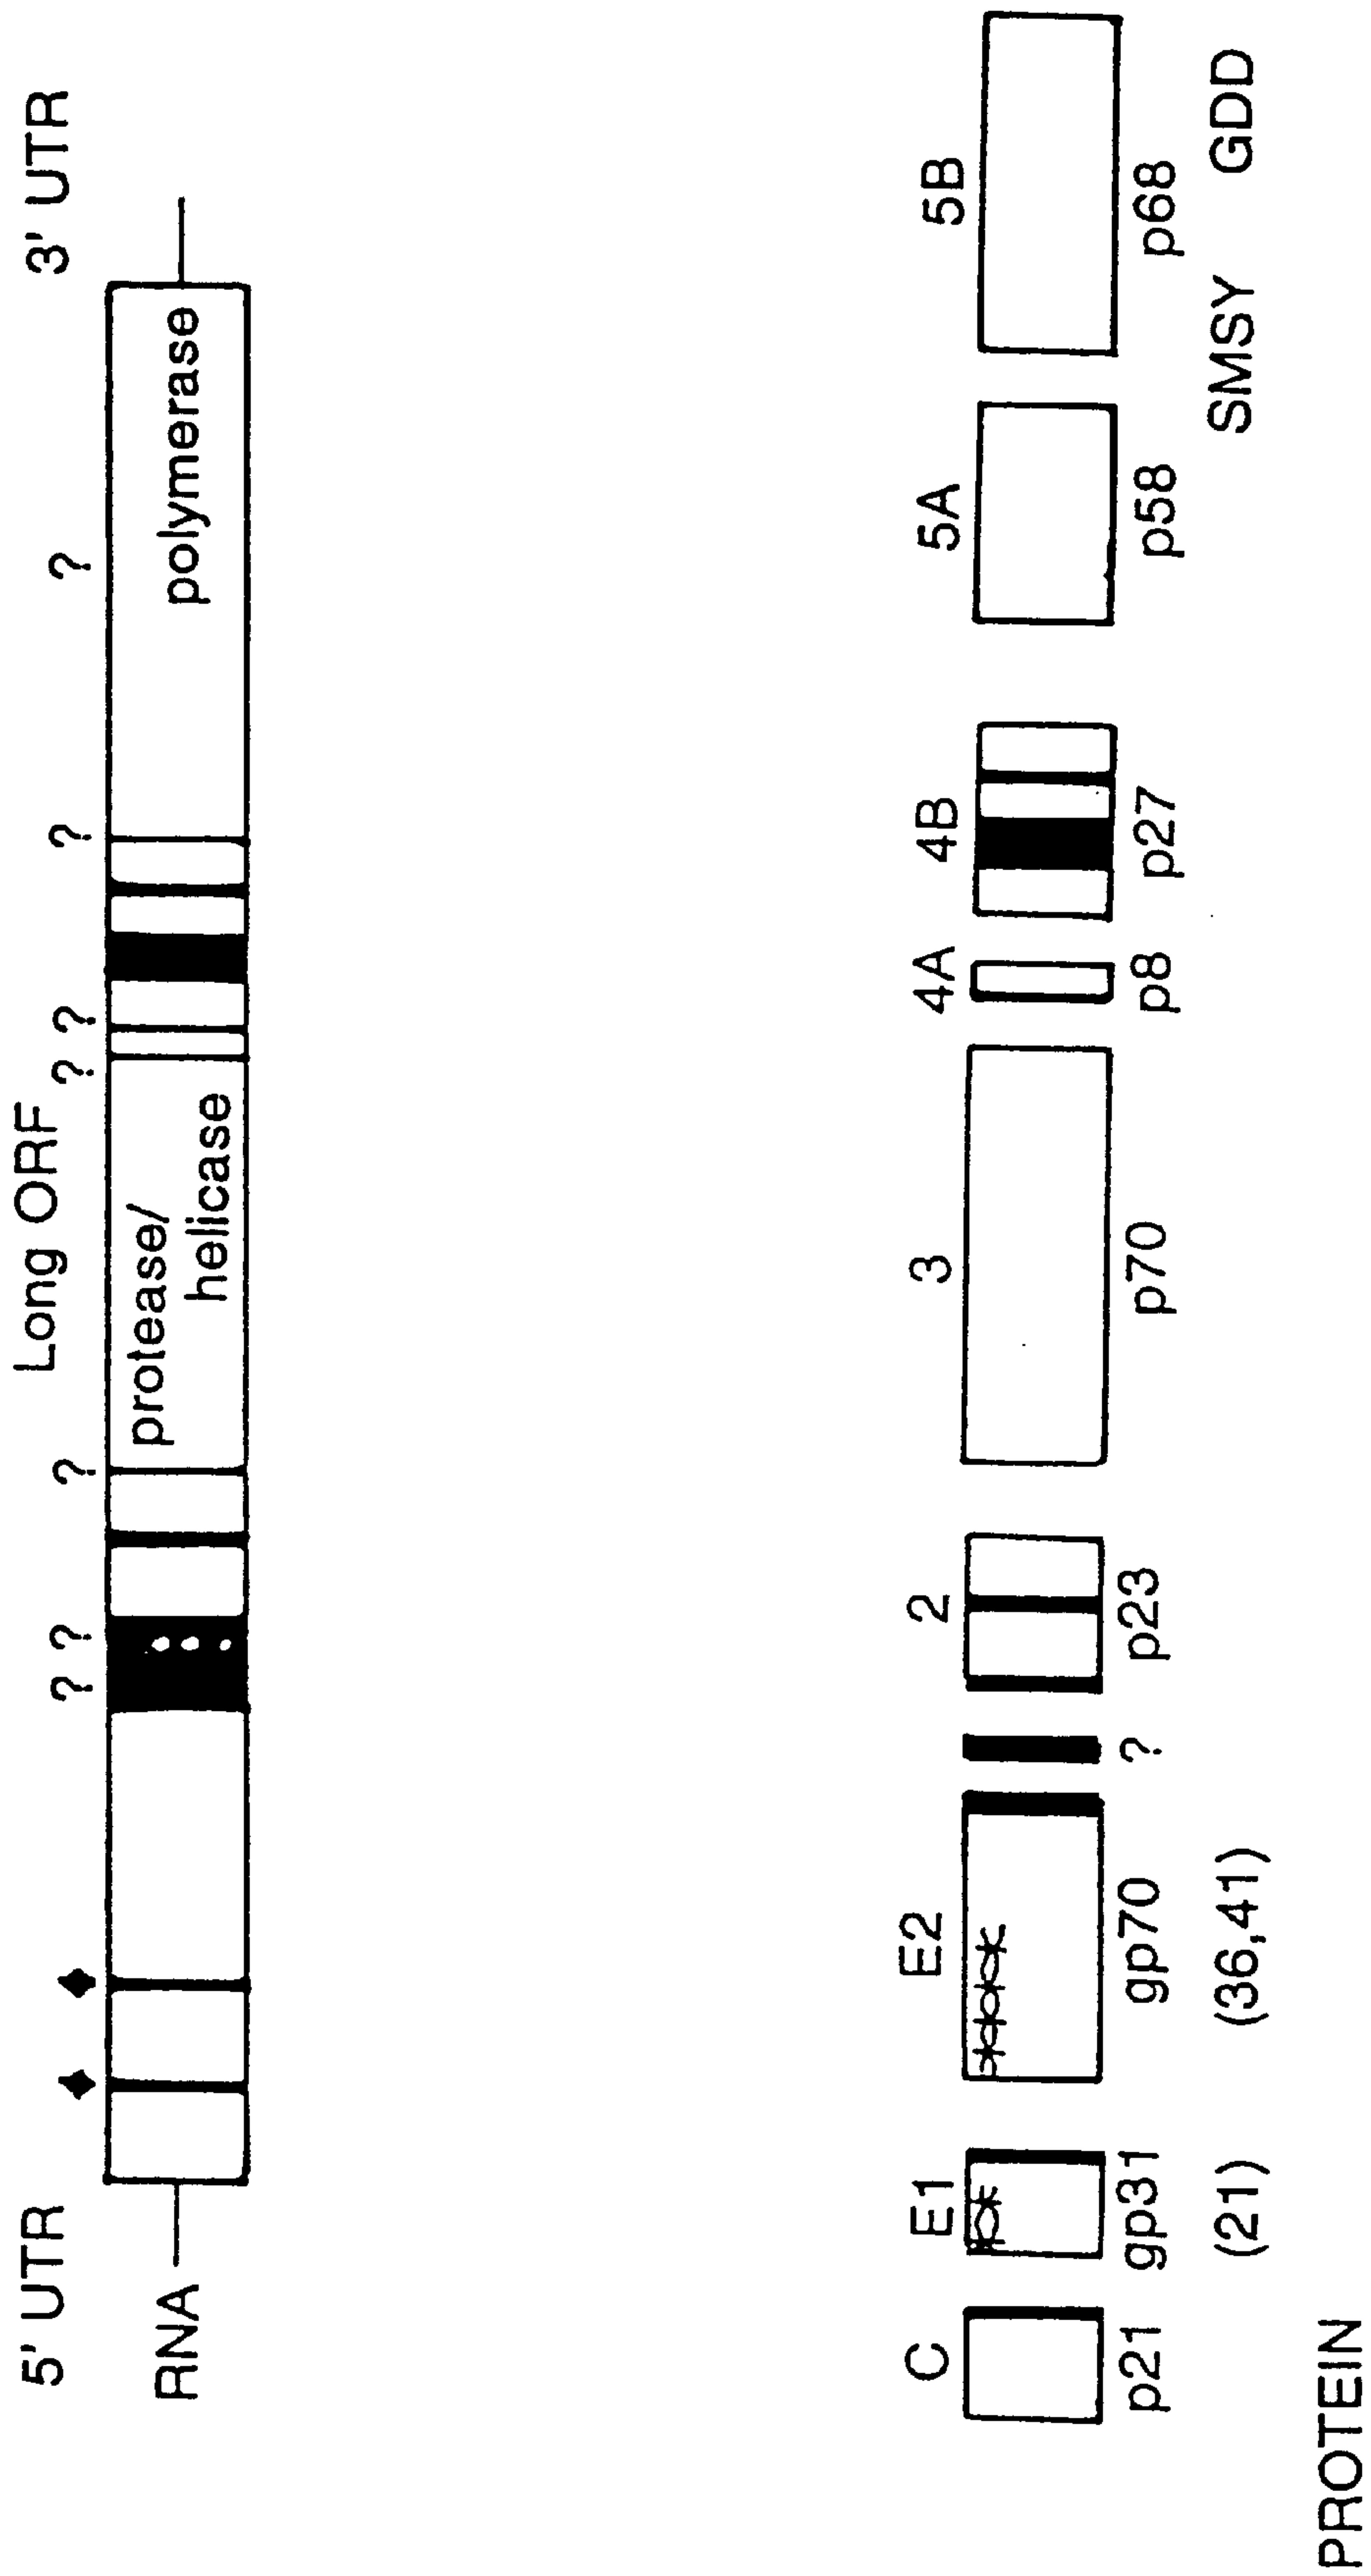 5' UTR Long ORF 3' UTR
? ? ? ? ? ? ?
RNA protease/ helicase polymerase
C E1 E2 2 3 4A 4B 5A 5B
p21 gp31 gp70 ? p23 p70 p8 p27 p58 p68
(21) (36,41) SMSY GDD
PROTEIN